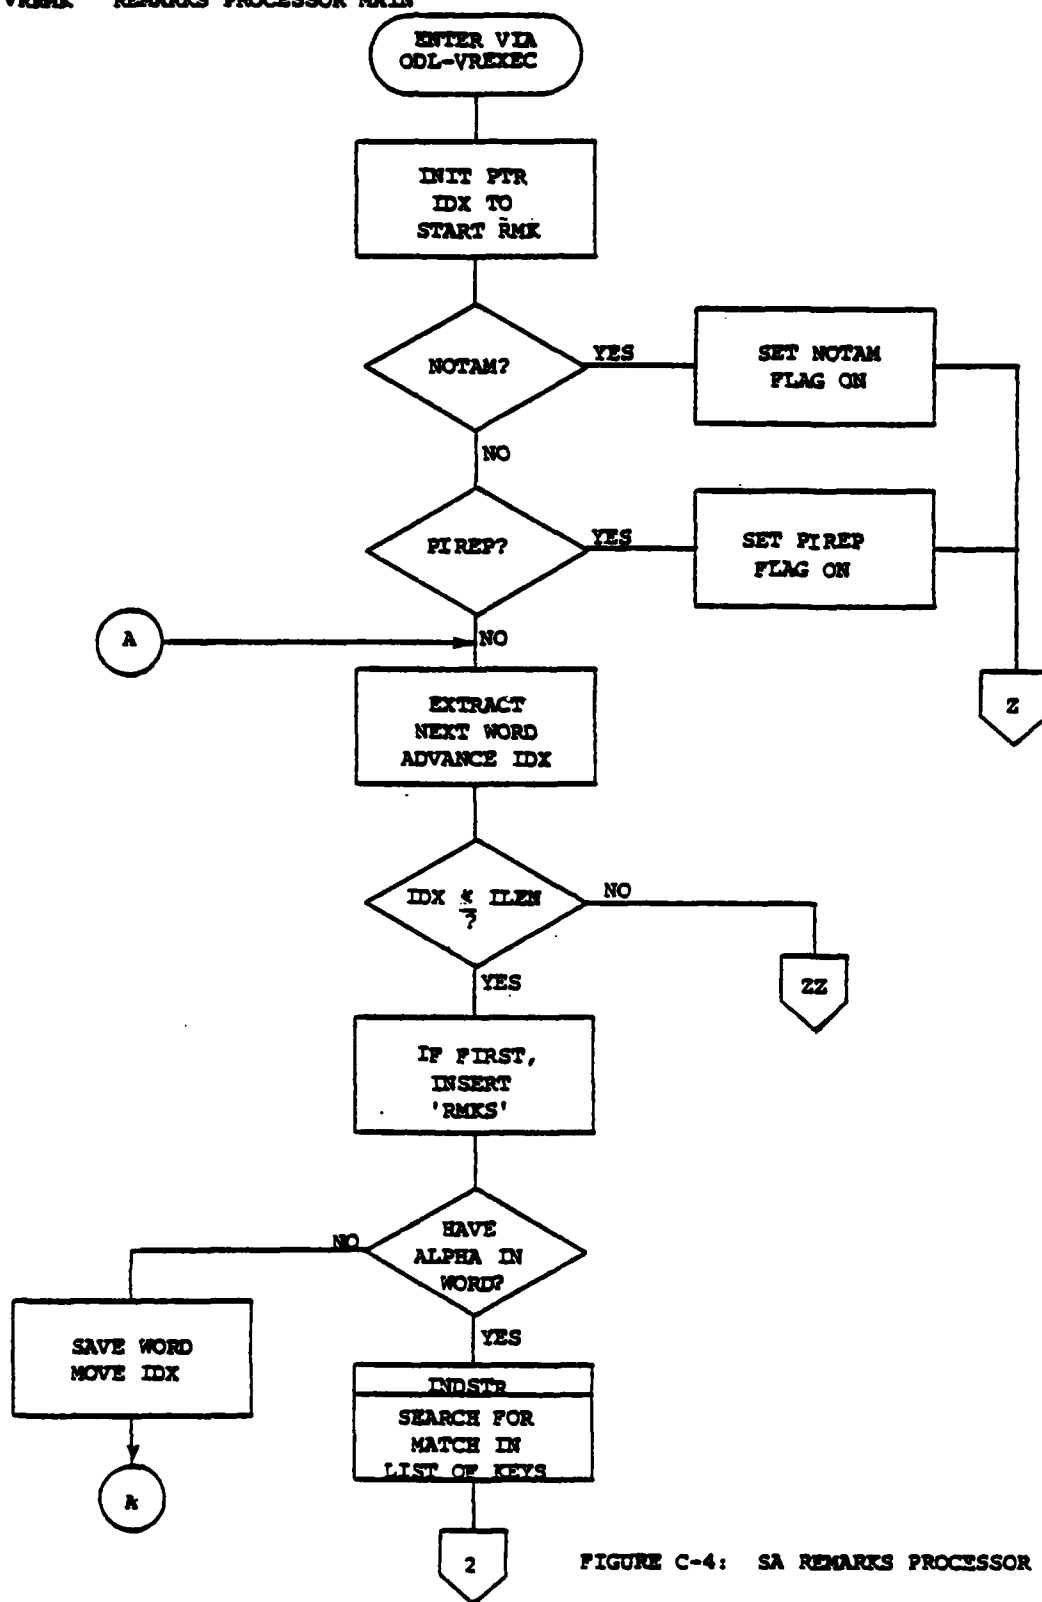 VREMK REMARKS PROCESSOR MAIN
ENTER VIA
ODL-VREXEC
INIT PTR
IDX TO
START RMK
NOTAM?
YES
SET NOTAM
FLAG ON
NO
PIREP?
YES
SET PIREP
FLAG ON
A
NO
Z
EXTRACT
NEXT WORD
ADVANCE IDX
IDX ≤ ILEN
?
NO
ZZ
YES
IF FIRST,
INSERT
'RMKS'
HAVE
ALPHA IN
WORD?
NO
YES
SAVE WORD
MOVE IDX
INDSTR
SEARCH FOR
MATCH IN
LIST OF KEYS
A
2
FIGURE C-4: SA REMARKS PROCESSOR